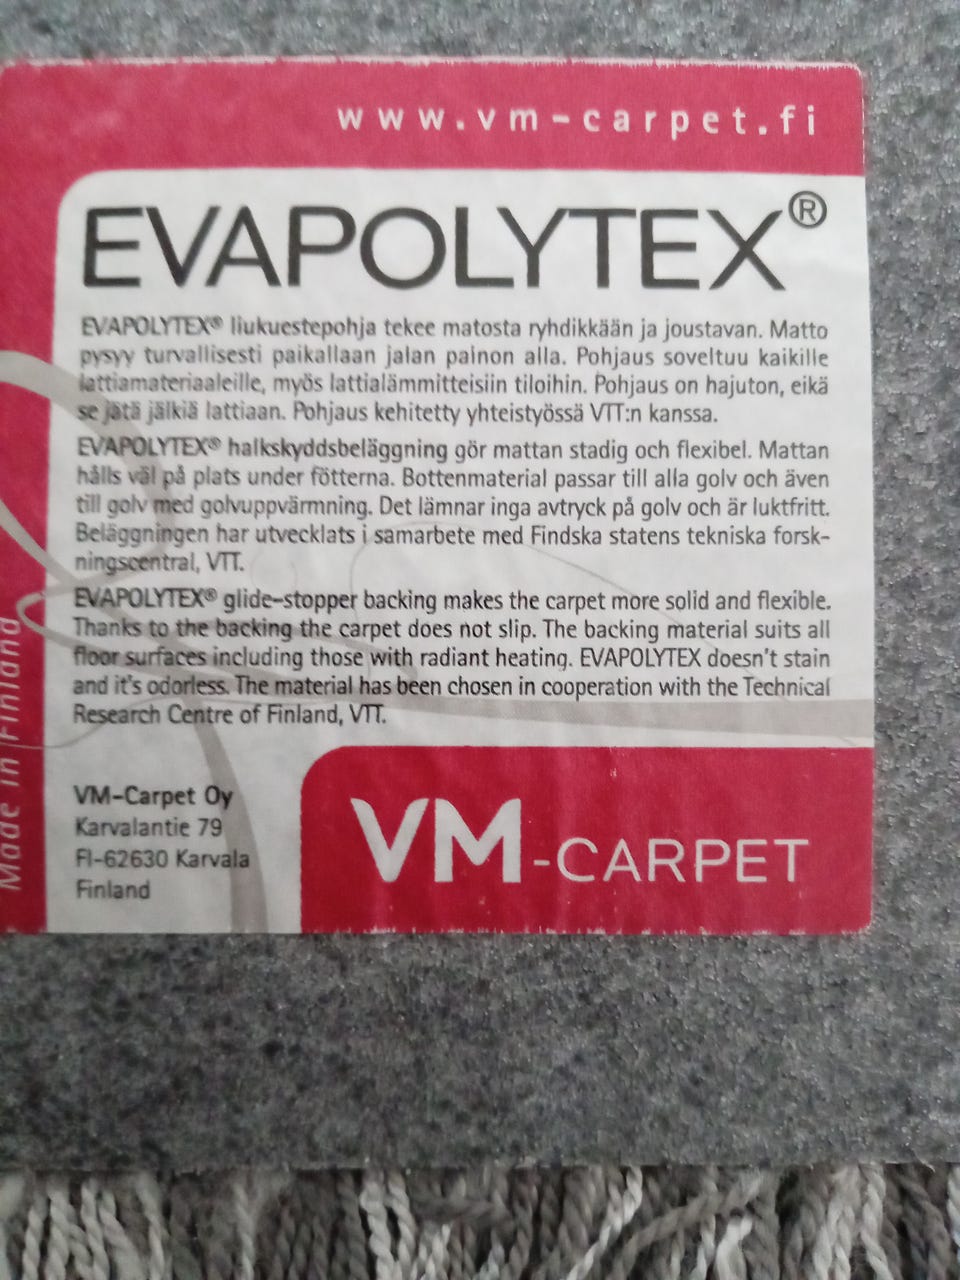 www.vm-carpet.fi
EVAPOLYTEX®
EVAPOLYTEX® liukuestepohja tekee matosta ryhdikkään ja joustavan. Matto
pysyy turvallisesti paikallaan jalan painon alla. Pohjaus soveltuu kaikille
lattiamateriaaleille, myös lattialämmitteisiin tiloihin. Pohjaus on hajuton, eikä
se jätä jälkiä lattiaan. Pohjaus kehitetty yhteistyössä VTT:n kanssa.
EVAPOLYTEX® halkskyddsbeläggning gör mattan stadig och flexibel. Mattan
hålls väl på plats under fötterna. Bottenmaterial passar till alla golv och även
till golv med golvuppvärmning. Det lämnar inga avtryck på golv och är luktfritt.
Beläggningen har utvecklats i samarbete med Findska statens tekniska forsk-
ningscentral, VTT.
EVAPOLYTEX® glide-stopper backing makes the carpet more solid and flexible.
Thanks to the backing the carpet does not slip. The backing material suits all
floor surfaces including those with radiant heating. EVAPOLYTEX doesn't stain
and it's odorless. The material has been chosen in cooperation with the Technical
Research Centre of Finland, VTT.
Made in Finland
VM-Carpet Oy
Karvalantie 79
FI-62630 Karvala
Finland
VM-CARPET